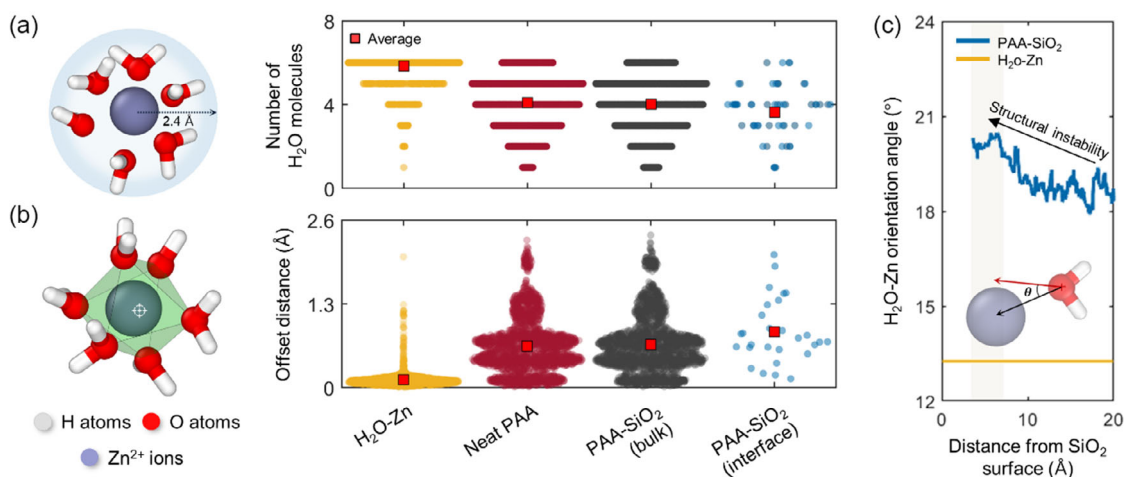 (a)
2.4 Å
Number of
H₂O molecules
8
4
0
Average
(b)
H atoms
O atoms
Zn²⁺ ions
Offset distance (Å)
2.6
1.3
0
H₂O-Zn
Neat PAA
PAA-SiO₂
(bulk)
PAA-SiO₂
(interface)
(c)
H₂O-Zn orientation angle (°)
24
21
18
15
12
PAA-SiO₂
H₂o-Zn
Structural instability
θ
0
10
20
Distance from SiO₂
surface (Å)